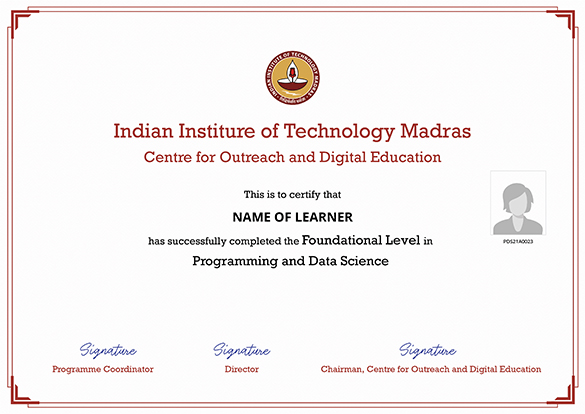 INDIAN INSTITUTE OF TECHNOLOGY MADRAS
Indian Institure of Technology Madras
Centre for Outreach and Digital Education
This is to certify that
NAME OF LEARNER
has successfully completed the Foundational Level in
Programming and Data Science
PDS21A0023
Signature
Programme Coordinator
Signature
Director
Signature
Chairman, Centre for Outreach and Digital Education